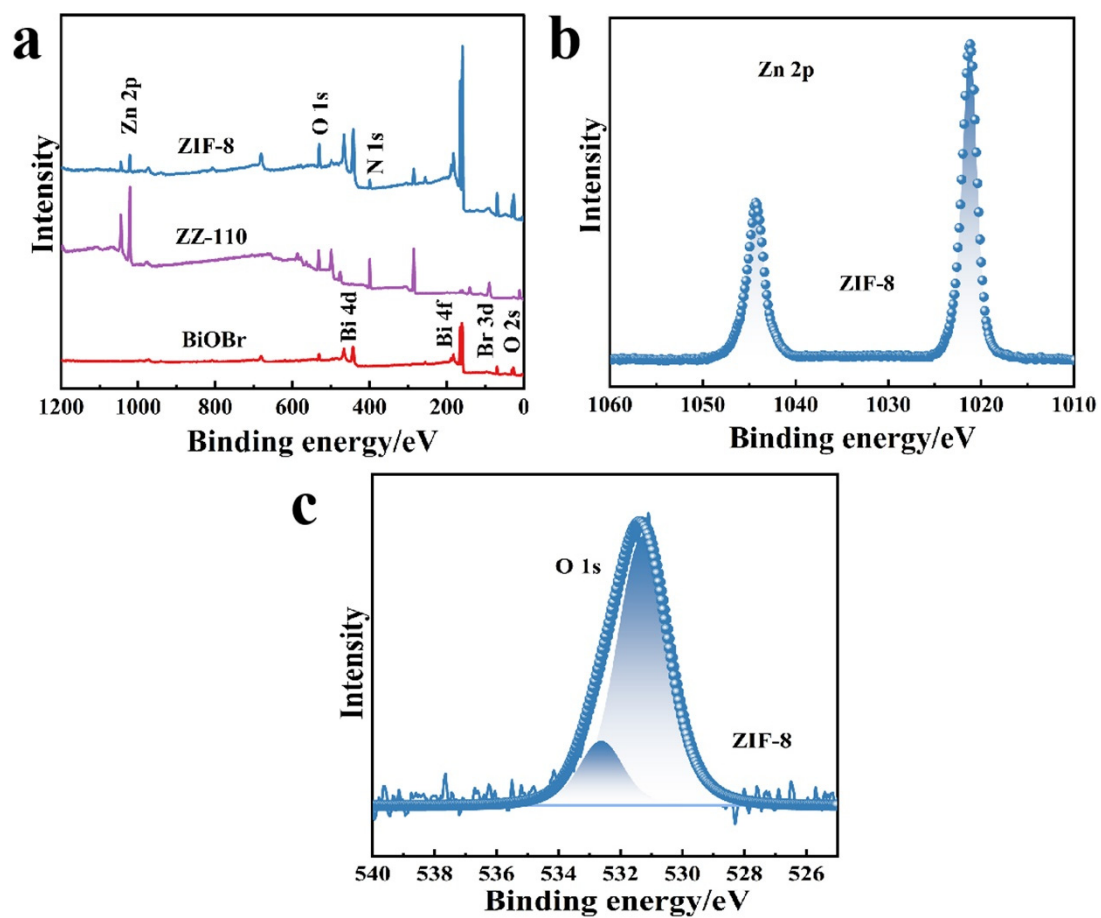 a
Intensity
Zn 2p
O 1s
N 1s
ZIF-8
ZZ-110
BiOBr
Bi 4d
Bi 4f
Br 3d
O 2s
1200 1000 800 600 400 200 0
Binding energy/eV
b
Intensity
Zn 2p
ZIF-8
1060 1050 1040 1030 1020 1010
Binding energy/eV
c
Intensity
O 1s
ZIF-8
540 538 536 534 532 530 528 526
Binding energy/eV